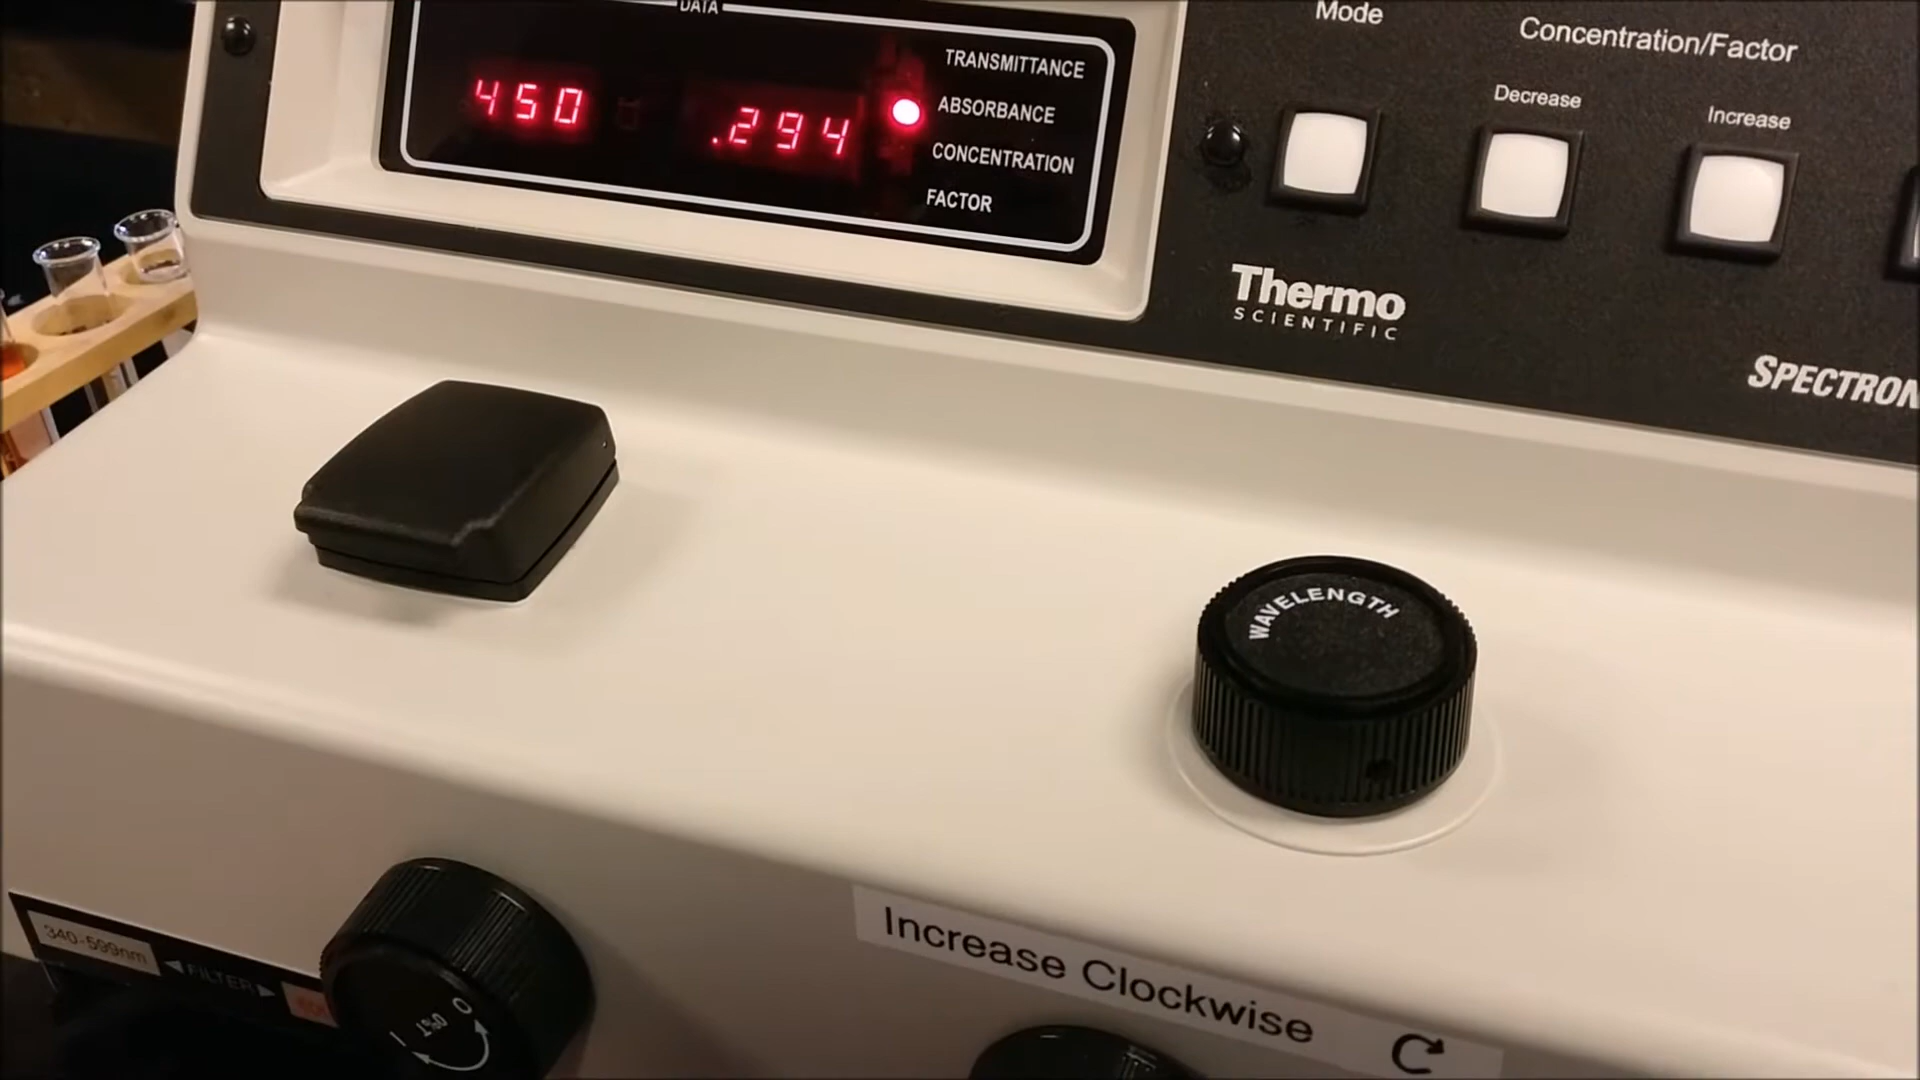 DATA
450
.294
TRANSMITTANCE
ABSORBANCE
CONCENTRATION
FACTOR
Mode
Concentration/Factor
Decrease
Increase
Thermo
SCIENTIFIC
SPECTRON
WAVELENGTH
340-599nm
FILTER
0%T
Increase Clockwise